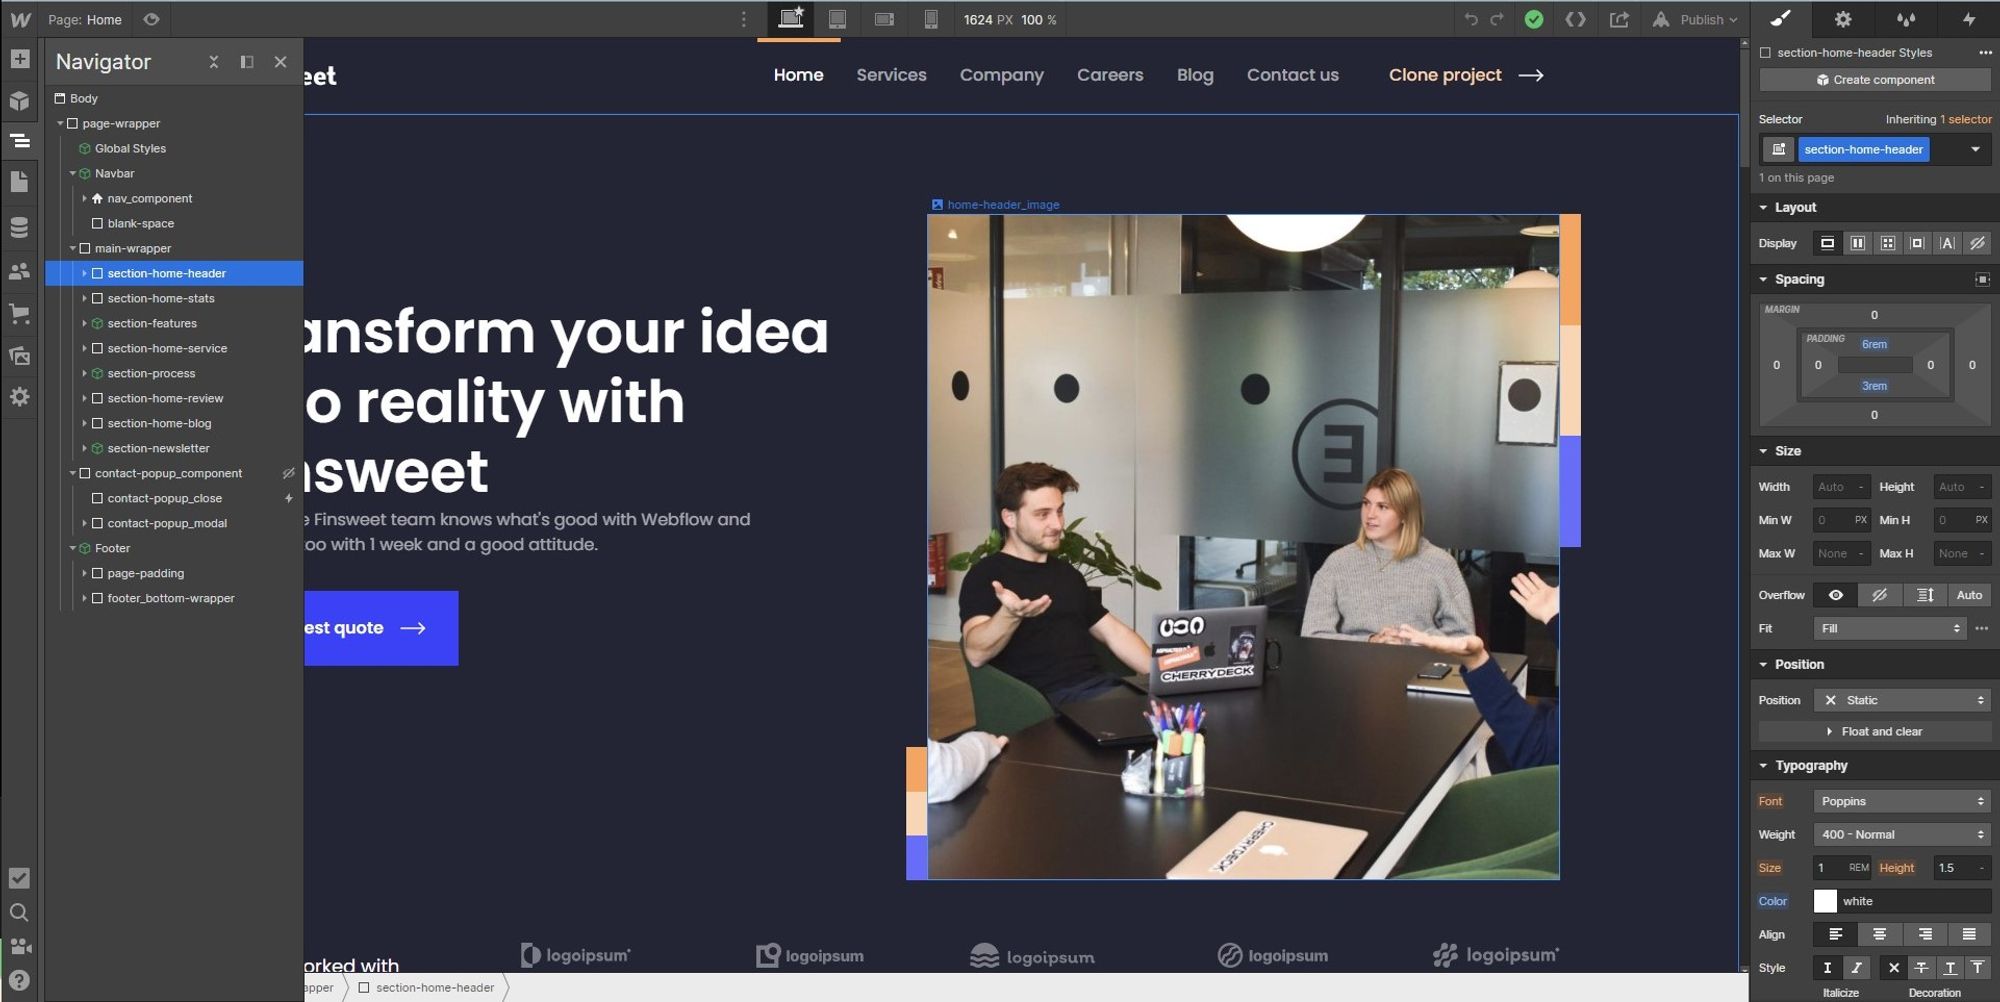 Page: Home
1624 PX 100 %
Publish
Navigator
Body
page-wrapper
Global Styles
Navbar
nav_component
blank-space
main-wrapper
section-home-header
section-home-stats
section-features
section-home-service
section-process
section-home-review
section-home-blog
section-newsletter
contact-popup_component
contact-popup_close
contact-popup_modal
Footer
page-padding
footer_bottom-wrapper
eet
Home
Services
Company
Careers
Blog
Contact us
Clone project
home-header_image
ansform your idea
o reality with
nsweet
e Finsweet team knows what's good with Webflow and
oo with 1 week and a good attitude.
est quote
CHERRYDECK
CHERRYDECK
orked with
logoipsum
logoipsum
logoipsum
logoipsum
logoipsum
pper
section-home-header
section-home-header Styles
Create component
Selector
Inheriting 1 selector
section-home-header
1 on this page
Layout
Display
Spacing
MARGIN
0
PADDING
6rem
0
0
0
0
3rem
0
Size
Width
Auto -
Height
Auto -
Min W
0 PX
Min H
0 PX
Max W
None -
Max H
None -
Overflow
Auto
Fit
Fill
Position
Position
Static
Float and clear
Typography
Font
Poppins
Weight
400 - Normal
Size
1 REM
Height
1.5 -
Color
white
Align
Style
Italicize
Decoration